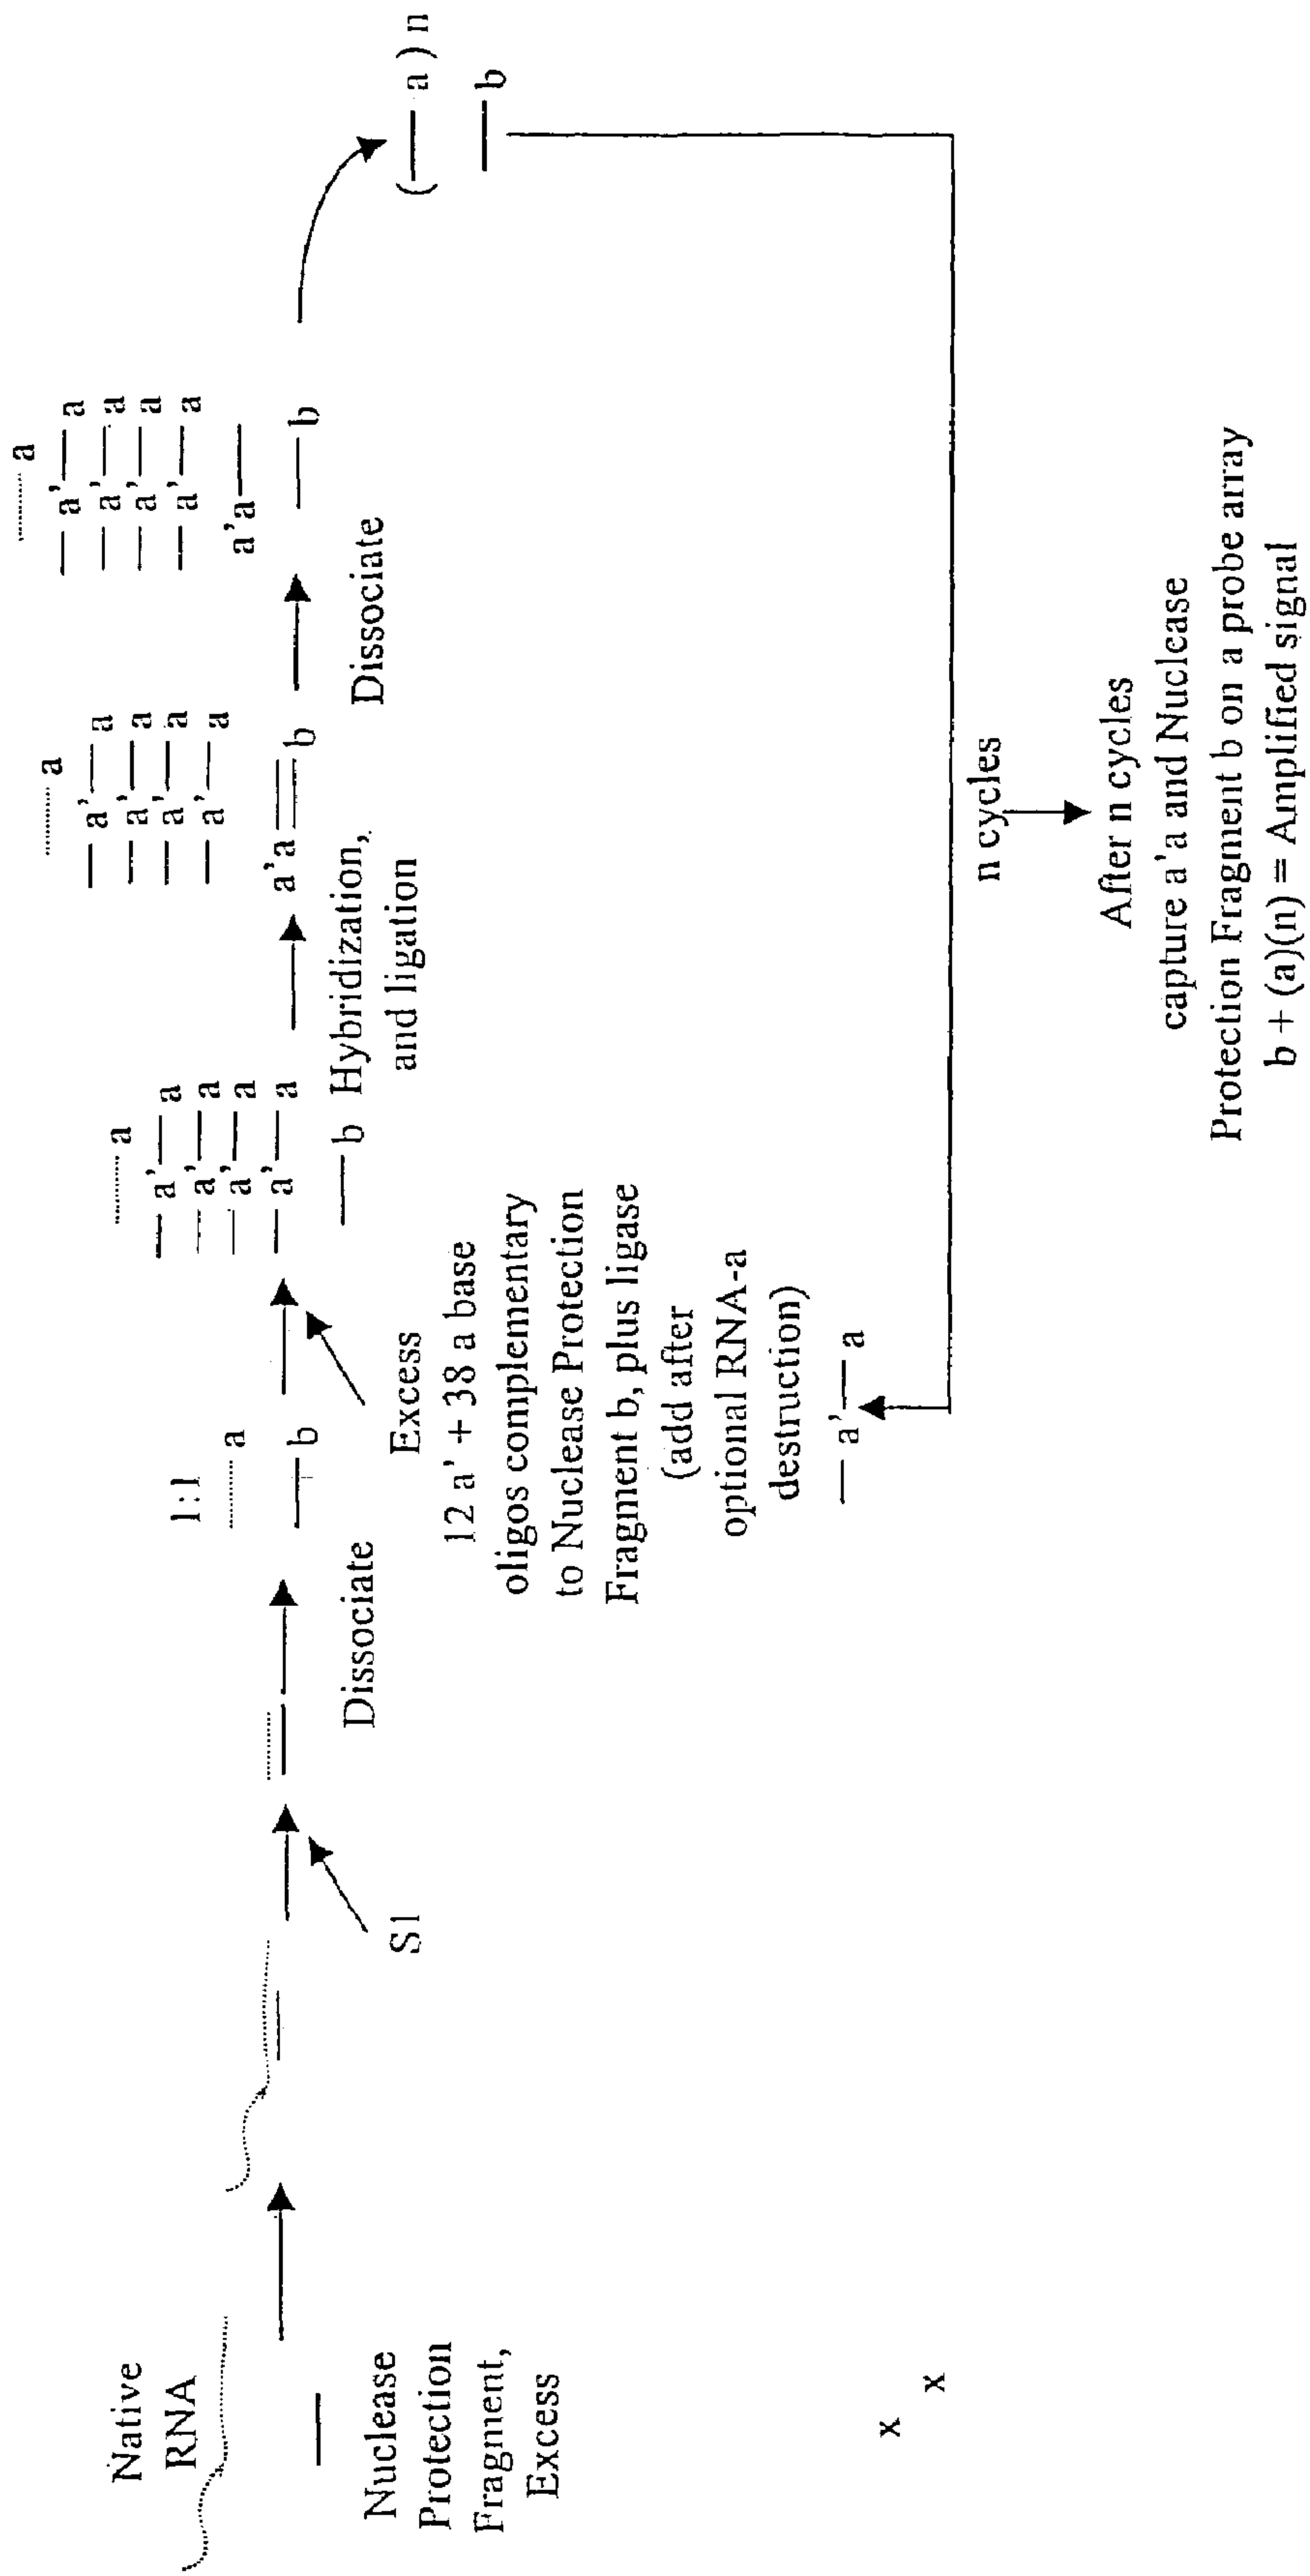 Native
RNA
Nuclease
Protection
Fragment,
Excess
S1
Dissociate
1:1
a
b
Excess
12 a' + 38 a base
oligos complementary
to Nuclease Protection
Fragment b, plus ligase
(add after
optional RNA-a
destruction)
a' a
a
a' a
a' a
a' a
a' a
b
Hybridization,
and ligation
a
a' a
a' a
a' a
a' a
a'a b
Dissociate
a
a' a
a' a
a' a
a' a
a'a
b
( a ) n
b
n cycles
After n cycles
capture a'a and Nuclease
Protection Fragment b on a probe array
b + (a)(n) = Amplified signal
x
x